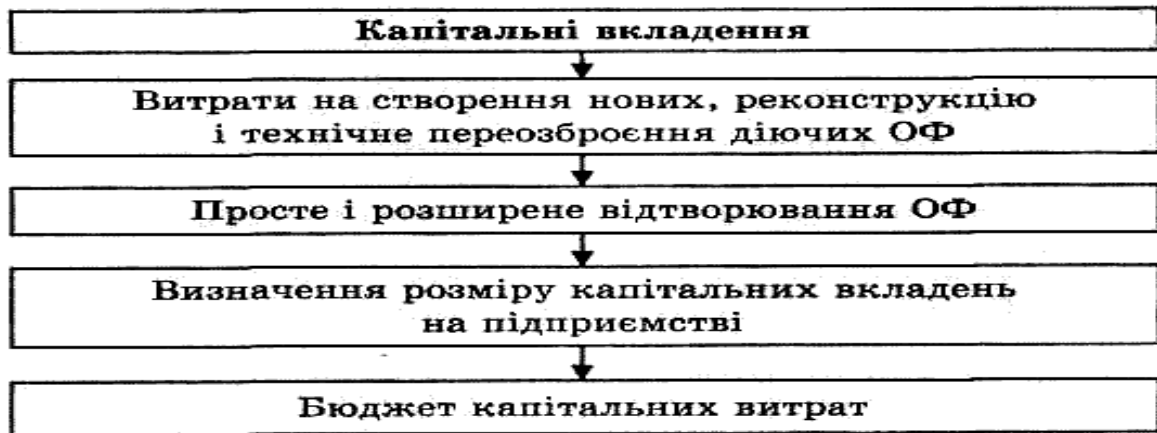 Капітальні вкладення
Витрати на створення нових, реконструкцію
і технічне переозброєння діючих ОФ
Просте і розширене відтворювання ОФ
Визначення розміру капітальних вкладень
на підприємстві
Бюджет капітальних витрат